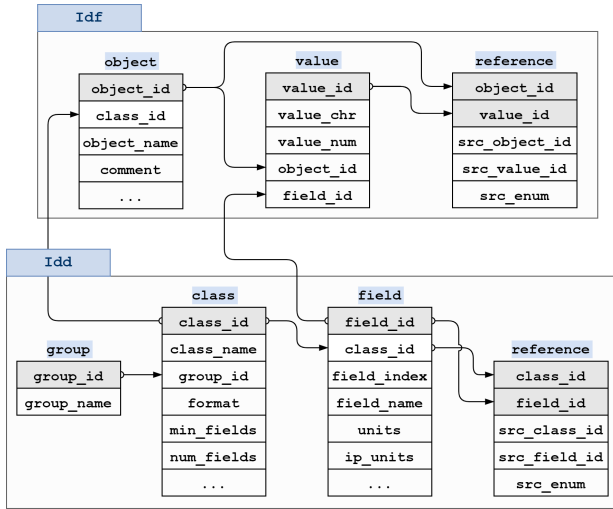 Idf
object
object_id
class_id
object_name
comment
...
value
value_id
value_chr
value_num
object_id
field_id
reference
object_id
value_id
src_object_id
src_value_id
src_enum
Idd
group
group_id
group_name
class
class_id
class_name
group_id
format
min_fields
num_fields
...
field
field_id
class_id
field_index
field_name
units
ip_units
...
reference
class_id
field_id
src_class_id
src_field_id
src_enum